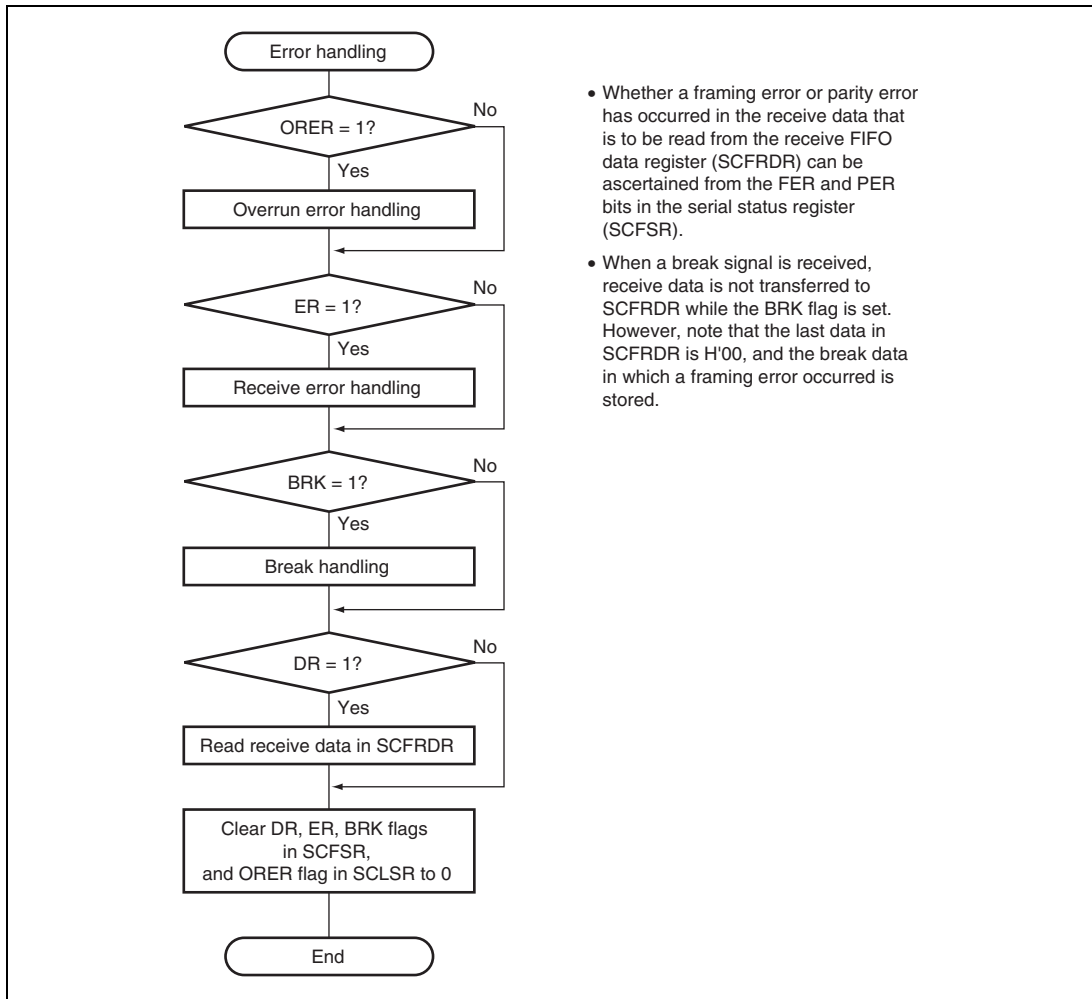 Error handling
No
ORER = 1?
Yes
Overrun error handling
No
ER = 1?
Yes
Receive error handling
No
BRK = 1?
Yes
Break handling
No
DR = 1?
Yes
Read receive data in SCFRDR
Clear DR, ER, BRK flags
in SCFSR,
and ORER flag in SCLSR to 0
End
• Whether a framing error or parity error
has occurred in the receive data that
is to be read from the receive FIFO
data register (SCFRDR) can be
ascertained from the FER and PER
bits in the serial status register
(SCFSR).
• When a break signal is received,
receive data is not transferred to
SCFRDR while the BRK flag is set.
However, note that the last data in
SCFRDR is H'00, and the break data
in which a framing error occurred is
stored.